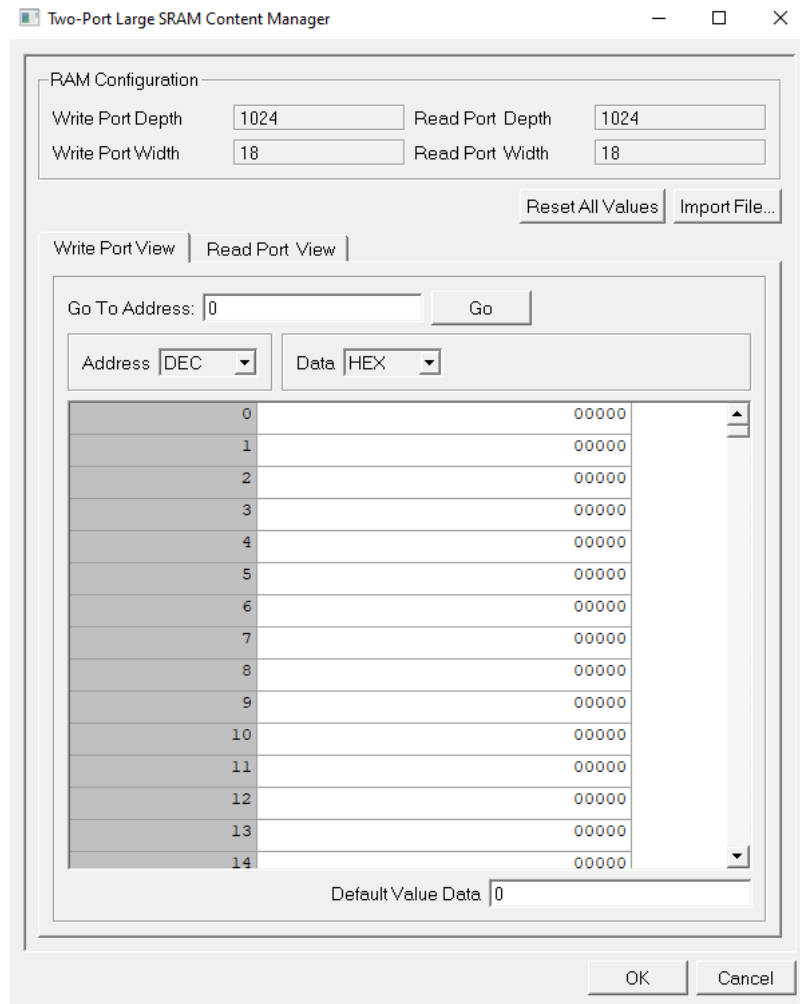 Two-Port Large SRAM Content Manager
RAM Configuration
Write Port Depth 1024 Read Port Depth 1024
Write Port Width 18 Read Port Width 18
Reset All Values Import File...
Write Port View Read Port View
Go To Address: 0 Go
Address DEC Data HEX
0 00000
1 00000
2 00000
3 00000
4 00000
5 00000
6 00000
7 00000
8 00000
9 00000
10 00000
11 00000
12 00000
13 00000
14 00000
Default Value Data 0
OK Cancel